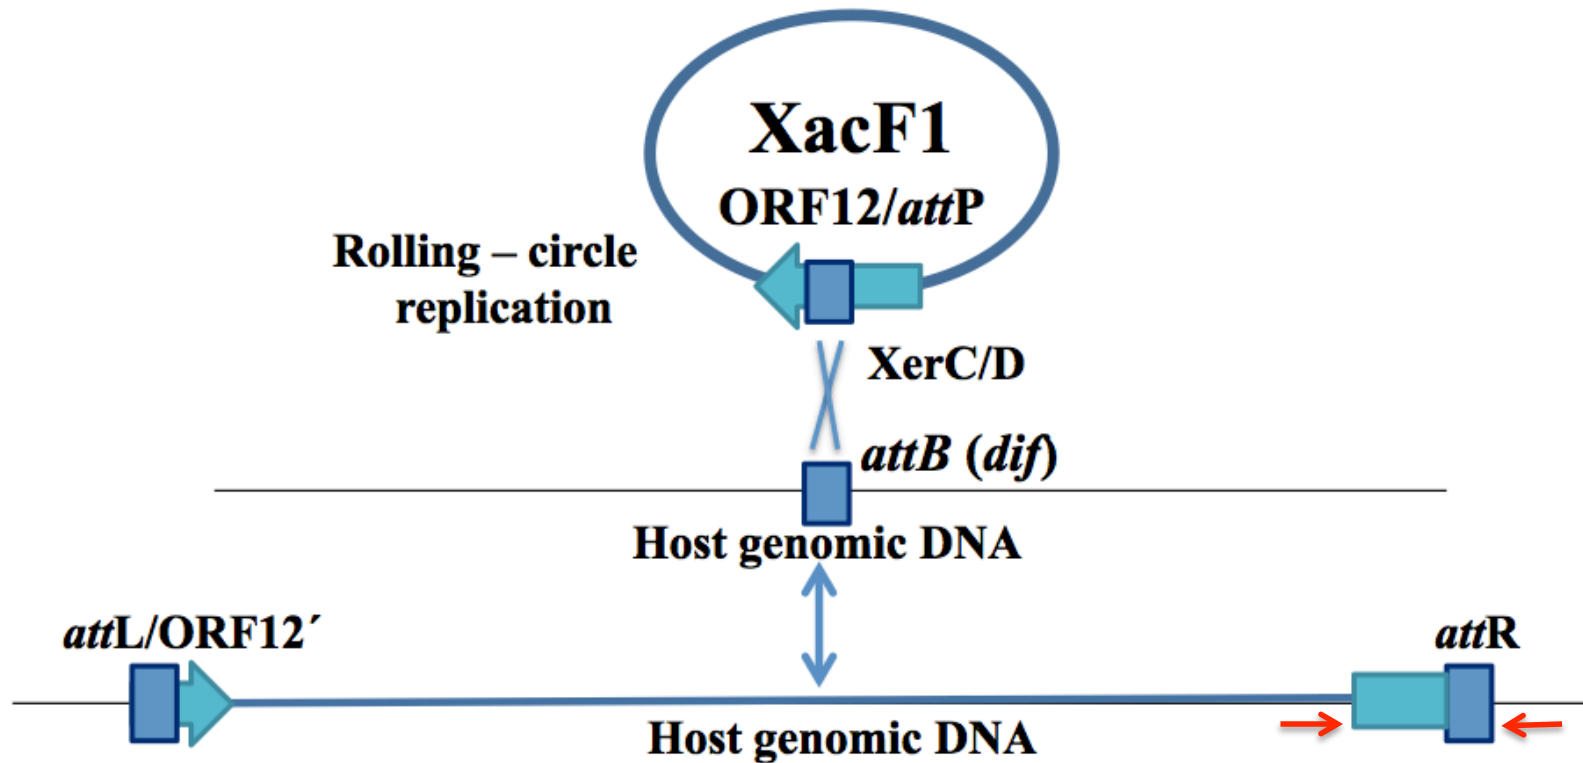 XacF1
ORF12/attP
Rolling – circle
replication
XerC/D
attB (dif)
Host genomic DNA
attL/ORF12´
attR
Host genomic DNA